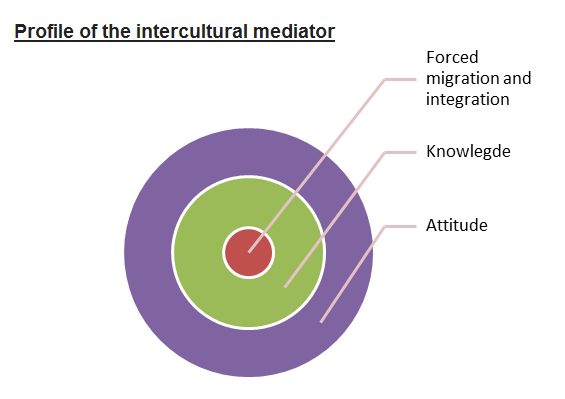 Profile of the intercultural mediator
Forced
migration and
integration
Knowlegde
Attitude